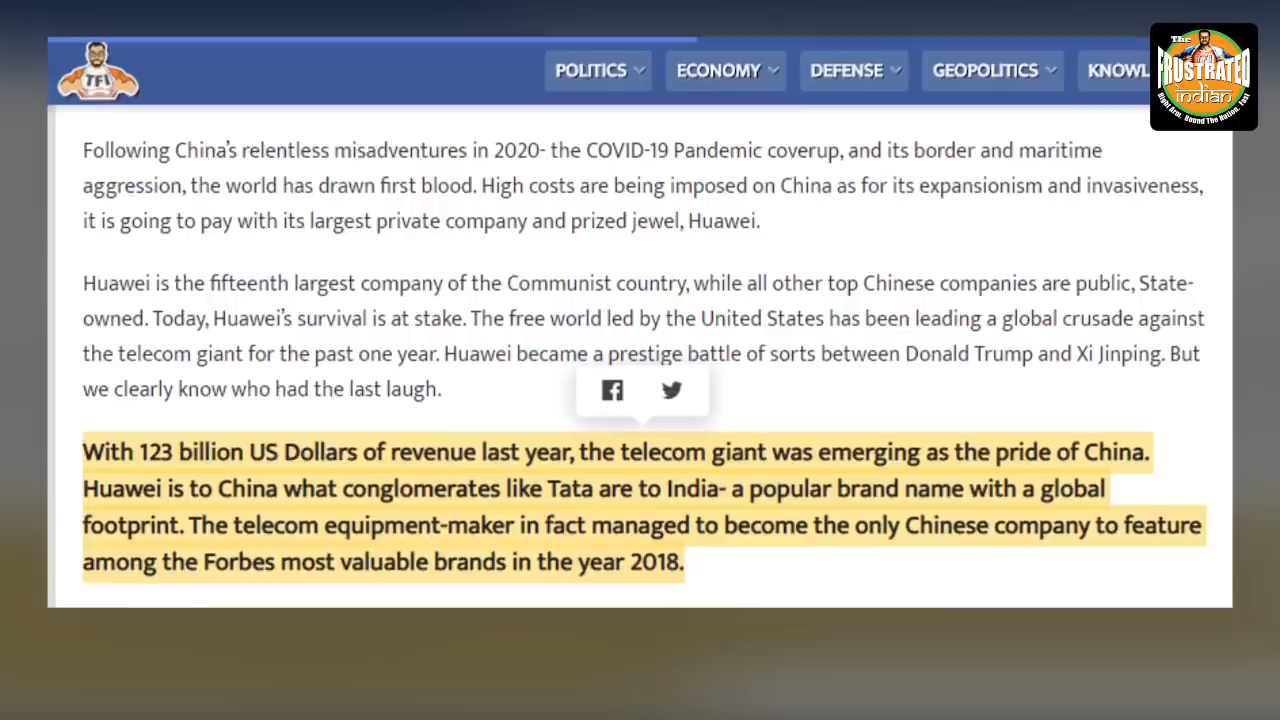 TFI
POLITICS
ECONOMY
DEFENSE
GEOPOLITICS
KNOWL
The
FRUSTRATED
indian
Right Arm. Bound The Nation. Fast
Following China’s relentless misadventures in 2020- the COVID-19 Pandemic coverup, and its border and maritime
aggression, the world has drawn first blood. High costs are being imposed on China as for its expansionism and invasiveness,
it is going to pay with its largest private company and prized jewel, Huawei.
Huawei is the fifteenth largest company of the Communist country, while all other top Chinese companies are public, State-
owned. Today, Huawei’s survival is at stake. The free world led by the United States has been leading a global crusade against
the telecom giant for the past one year. Huawei became a prestige battle of sorts between Donald Trump and Xi Jinping. But
we clearly know who had the last laugh.
With 123 billion US Dollars of revenue last year, the telecom giant was emerging as the pride of China.
Huawei is to China what conglomerates like Tata are to India- a popular brand name with a global
footprint. The telecom equipment-maker in fact managed to become the only Chinese company to feature
among the Forbes most valuable brands in the year 2018.